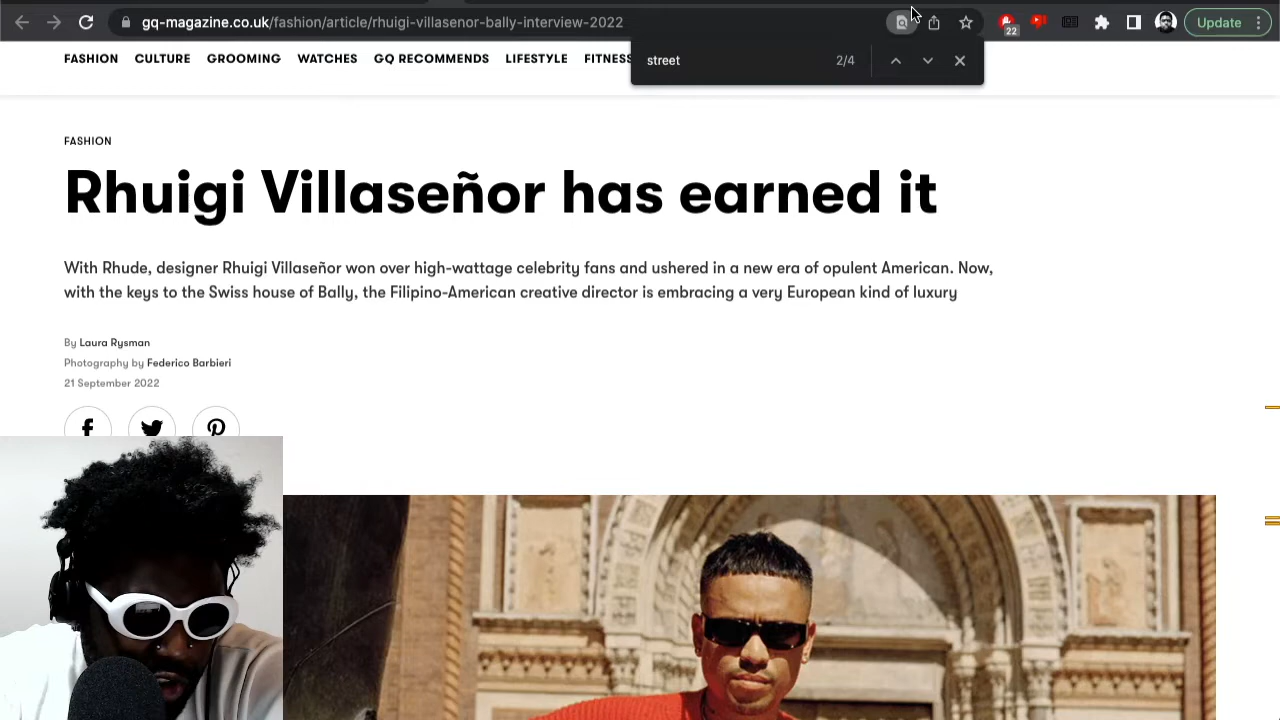 gq-magazine.co.uk/fashion/article/rhuigi-villasenor-bally-interview-2022
22
Update
street
2/4
FASHION CULTURE GROOMING WATCHES GQ RECOMMENDS LIFESTYLE FITNESS
FASHION
Rhuigi Villaseñor has earned it
With Rhude, designer Rhuigi Villaseñor won over high-wattage celebrity fans and ushered in a new era of opulent American. Now,
with the keys to the Swiss house of Bally, the Filipino-American creative director is embracing a very European kind of luxury
By Laura Rysman
Photography by Federico Barbieri
21 September 2022